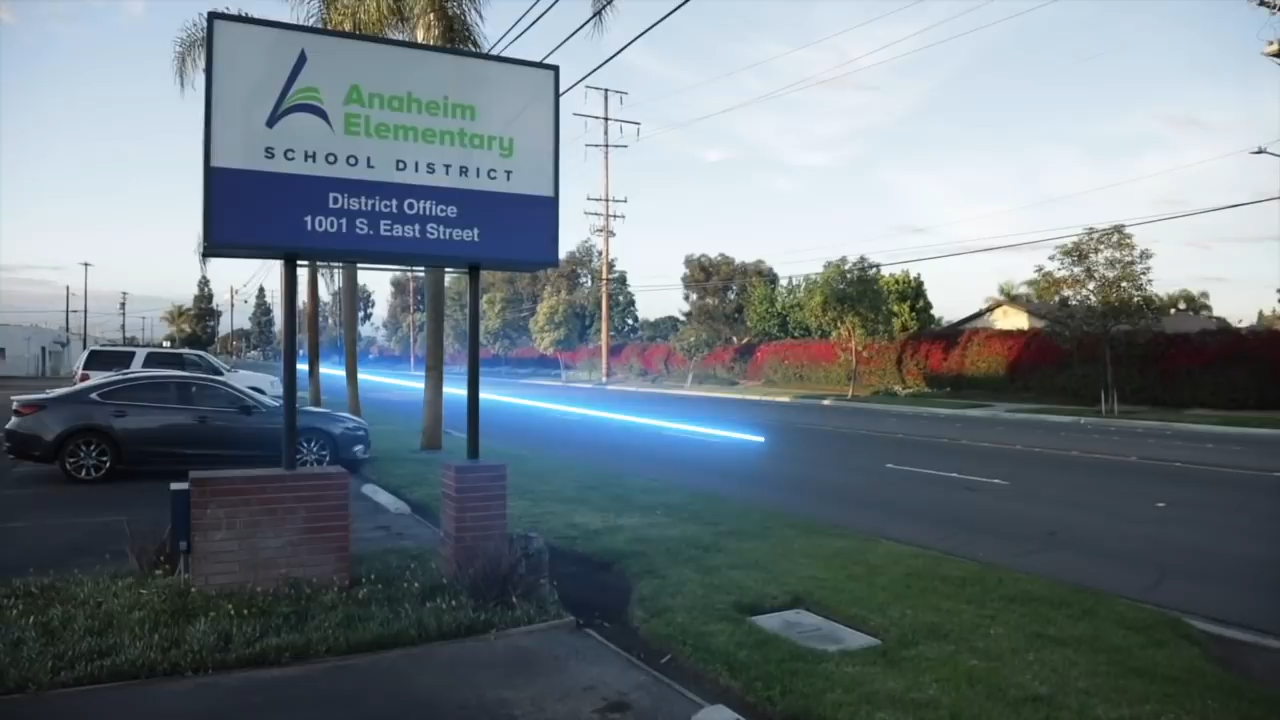 Anaheim
Elementary
SCHOOL DISTRICT
District Office
1001 S. East Street